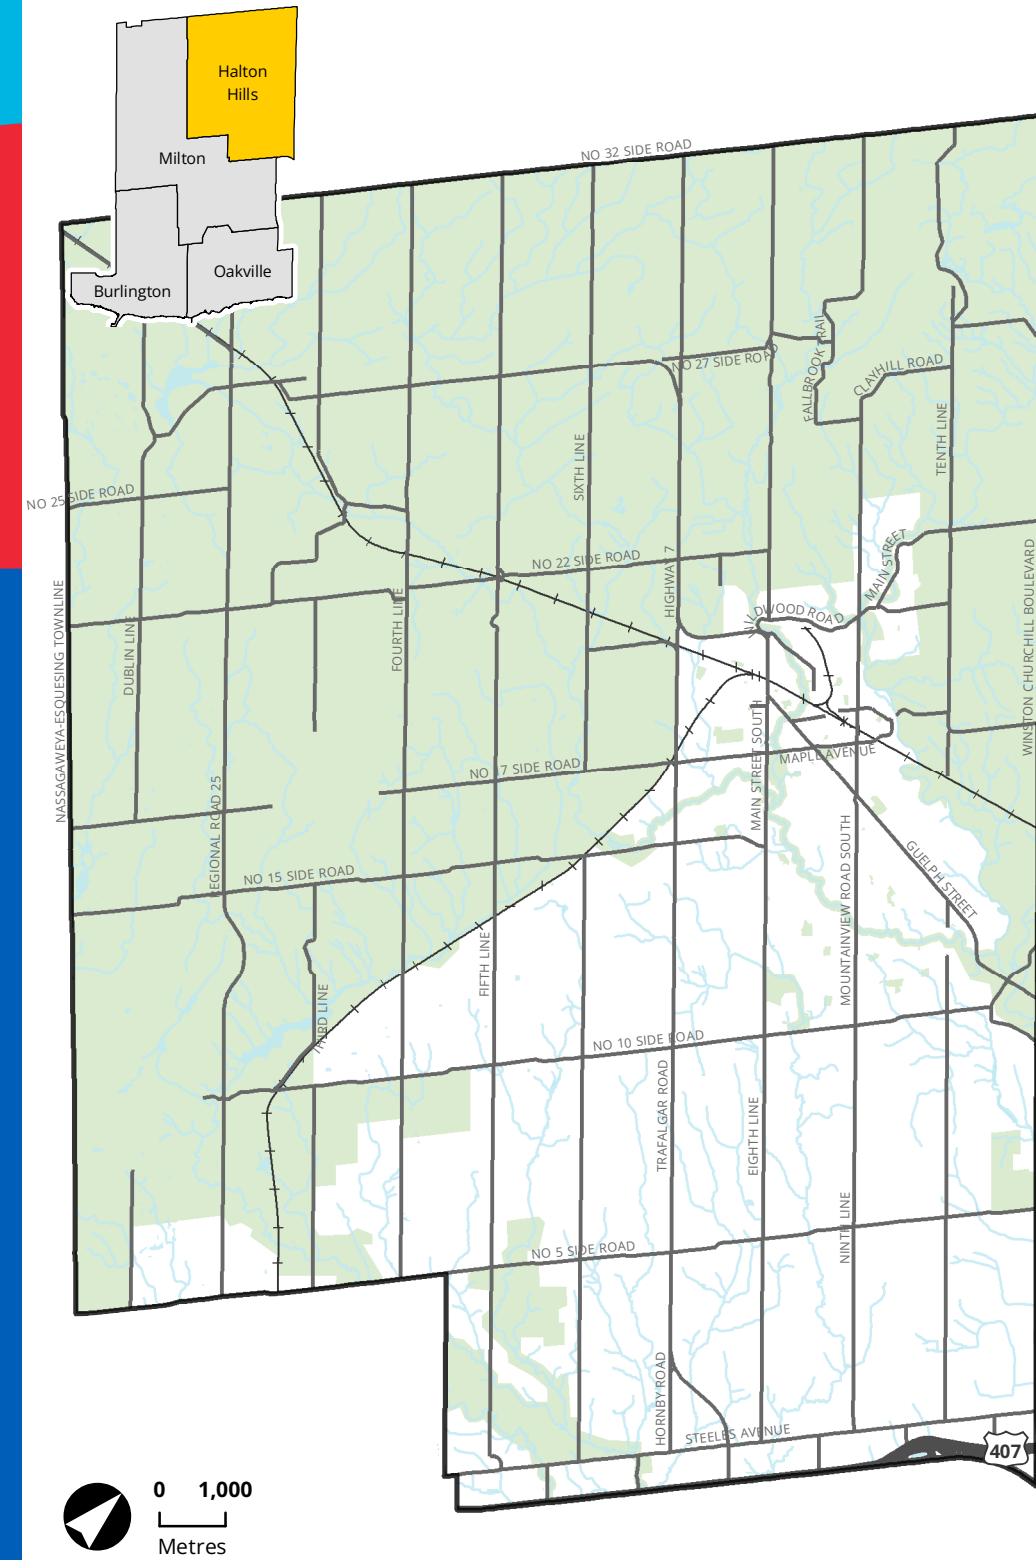 Halton
Hills
Milton
Oakville
Burlington
NO 32 SIDE ROAD
NO 27 SIDE ROAD
FALLBROOK TRAIL
CLAYHILL ROAD
TENTH LINE
SIXTH LINE
NO 25 SIDE ROAD
NO 22 SIDE ROAD
HIGHWAY 7
MAIN STREET
WILDWOOD ROAD
WINSTON CHURCHILL BOULEVARD
NASSAGAWEYA-ESQUESING TOWNLINE
DUBLIN LINE
FOURTH LINE
NO 17 SIDE ROAD
MAIN STREET SOUTH
MAPLE AVENUE
REGIONAL ROAD 25
NO 15 SIDE ROAD
MOUNTAINVIEW ROAD SOUTH
GUELPH STREET
FIFTH LINE
THIRD LINE
NO 10 SIDE ROAD
TRAFALGAR ROAD
EIGHTH LINE
NINTH LINE
NO 5 SIDE ROAD
HORNBY ROAD
STEELES AVENUE
407
0 1,000
Metres